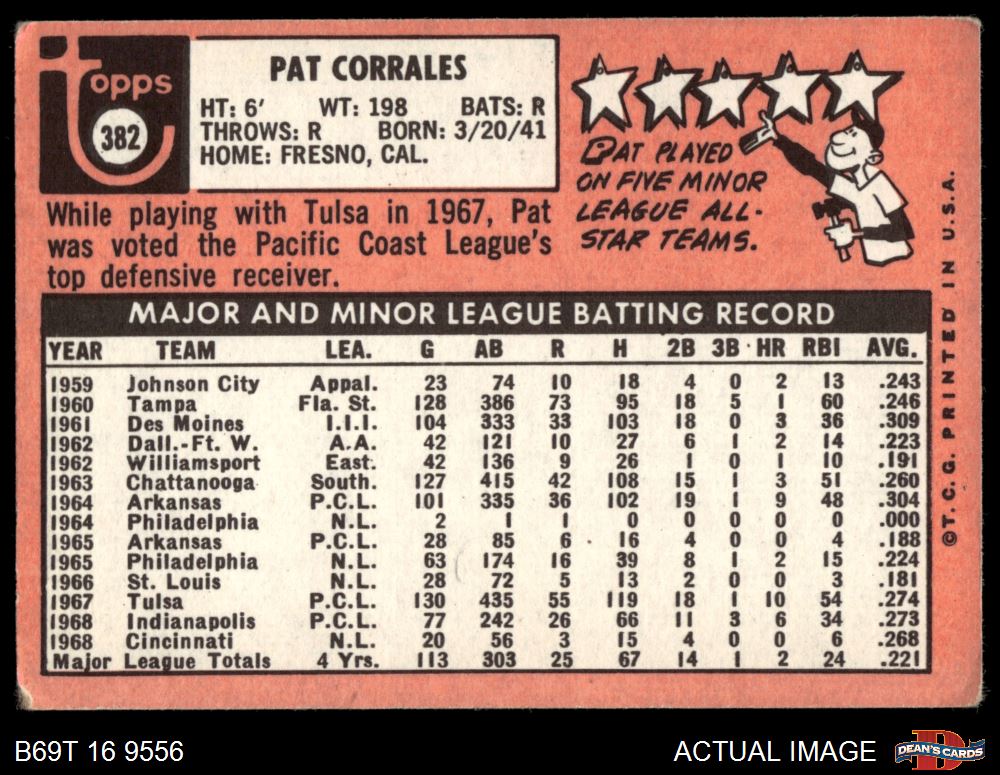 Topps
382
PAT CORRALES
HT: 6' WT: 198 BATS: R
THROWS: R BORN: 3/20/41
HOME: FRESNO, CAL.
While playing with Tulsa in 1967, Pat
was voted the Pacific Coast League's
top defensive receiver.
PAT PLAYED
ON FIVE MINOR
LEAGUE ALL-
STAR TEAMS.
MAJOR AND MINOR LEAGUE BATTING RECORD
YEAR TEAM LEA. G AB R H 2B 3B HR RBI AVG.
1959 Johnson City Appal. 23 74 10 18 4 0 2 13 .243
1960 Tampa Fla. St. 128 386 73 95 18 5 1 60 .246
1961 Des Moines I.I.I. 104 333 33 103 18 0 3 36 .309
1962 Dall.-Ft. W. A.A. 42 121 10 27 6 1 2 14 .223
1962 Williamsport East. 42 136 9 26 1 0 1 10 .191
1963 Chattanooga South. 127 415 42 108 15 1 3 51 .260
1964 Arkansas P.C.L. 101 335 36 102 19 1 9 48 .304
1964 Philadelphia N.L. 2 1 1 0 0 0 0 0 .000
1965 Arkansas P.C.L. 28 85 6 16 4 0 0 4 .188
1965 Philadelphia N.L. 63 174 16 39 8 1 2 15 .224
1966 St. Louis N.L. 28 72 5 13 2 0 0 3 .181
1967 Tulsa P.C.L. 130 435 55 119 18 1 10 54 .274
1968 Indianapolis P.C.L. 77 242 26 66 11 3 6 34 .273
1968 Cincinnati N.L. 20 56 3 15 4 0 0 6 .268
Major League Totals 4 Yrs. 113 303 25 67 14 1 2 24 .221
©T.C.G. PRINTED IN U.S.A.
B69T 16 9556
ACTUAL IMAGE
DEAN'S CARDS